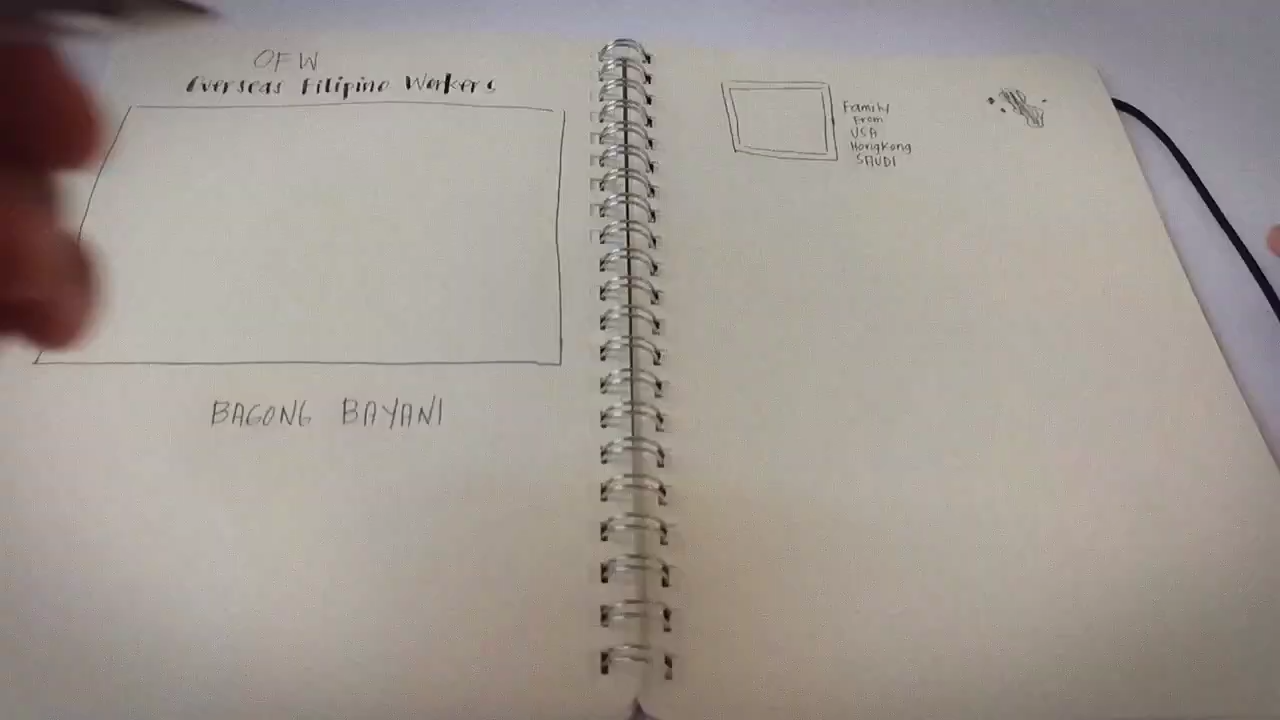 OFW
Overseas Filipino Workers
BAGONG BAYANI
Family
From
USA
HongKong
SAUDI